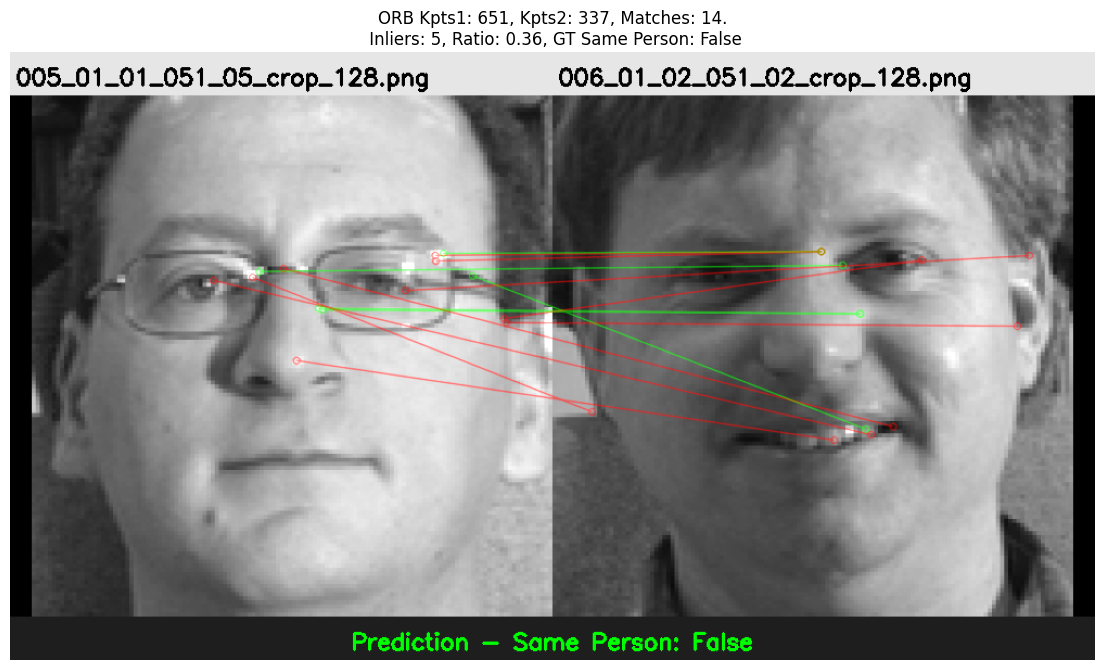 ORB Kpts1: 651, Kpts2: 337, Matches: 14.
Inliers: 5, Ratio: 0.36, GT Same Person: False
005_01_01_051_05_crop_128.png
006_01_02_051_02_crop_128.png
Prediction - Same Person: False